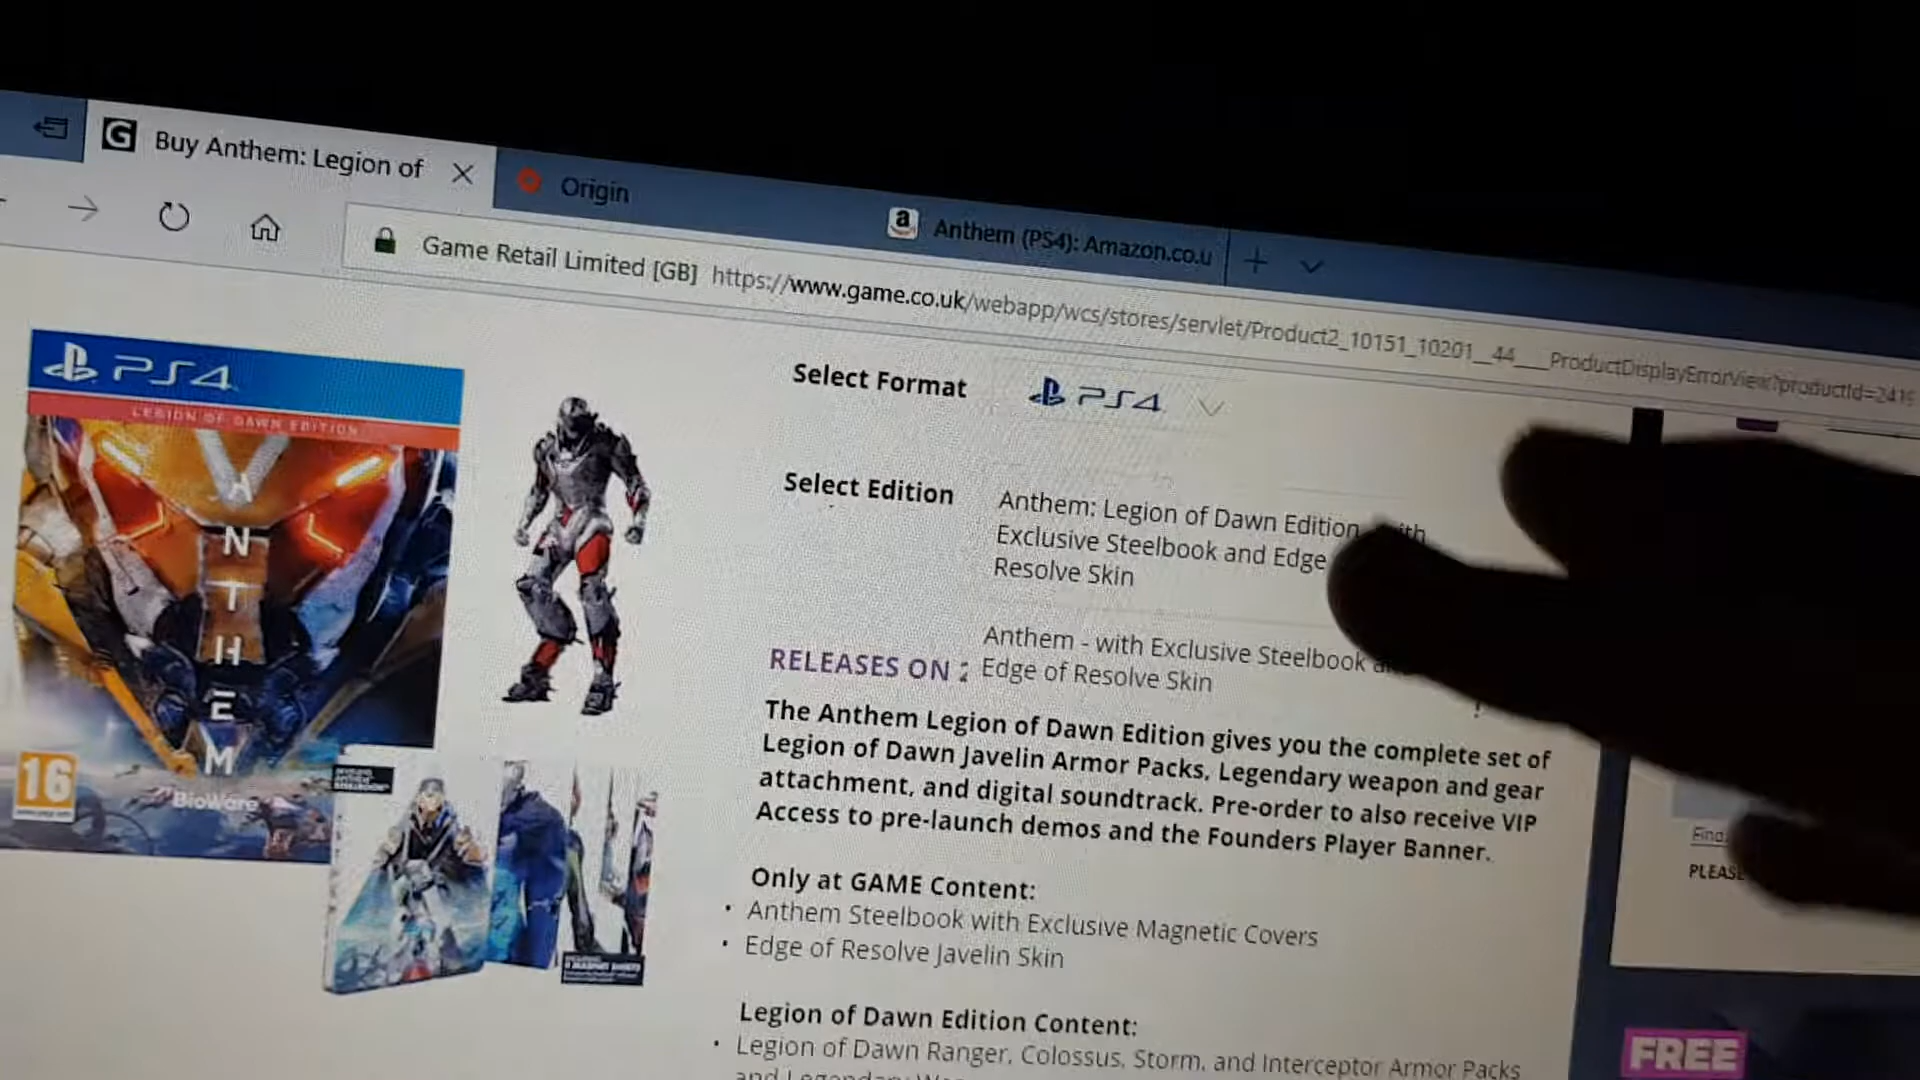 Buy Anthem: Legion of
Origin
Anthem (PS4): Amazon.co.u
Game Retail Limited [GB] https://www.game.co.uk/webapp/wcs/stores/servlet/Product2_10151_10201__44___ProductDisplayErrorView?productId=2419
PS4
LEGION OF DAWN EDITION
ANTHEM
16
BioWare
Select Format
PS4
Select Edition
Anthem: Legion of Dawn Edition
Exclusive Steelbook and Edge
Resolve Skin
Anthem - with Exclusive Steelbook
Edge of Resolve Skin
RELEASES ON
The Anthem Legion of Dawn Edition gives you the complete set of
Legion of Dawn Javelin Armor Packs, Legendary weapon and gear
attachment, and digital soundtrack. Pre-order to also receive VIP
Access to pre-launch demos and the Founders Player Banner.
Only at GAME Content:
• Anthem Steelbook with Exclusive Magnetic Covers
• Edge of Resolve Javelin Skin
Legion of Dawn Edition Content:
• Legion of Dawn Ranger, Colossus, Storm, and Interceptor Armor Packs
Find
PLEASE
FREE